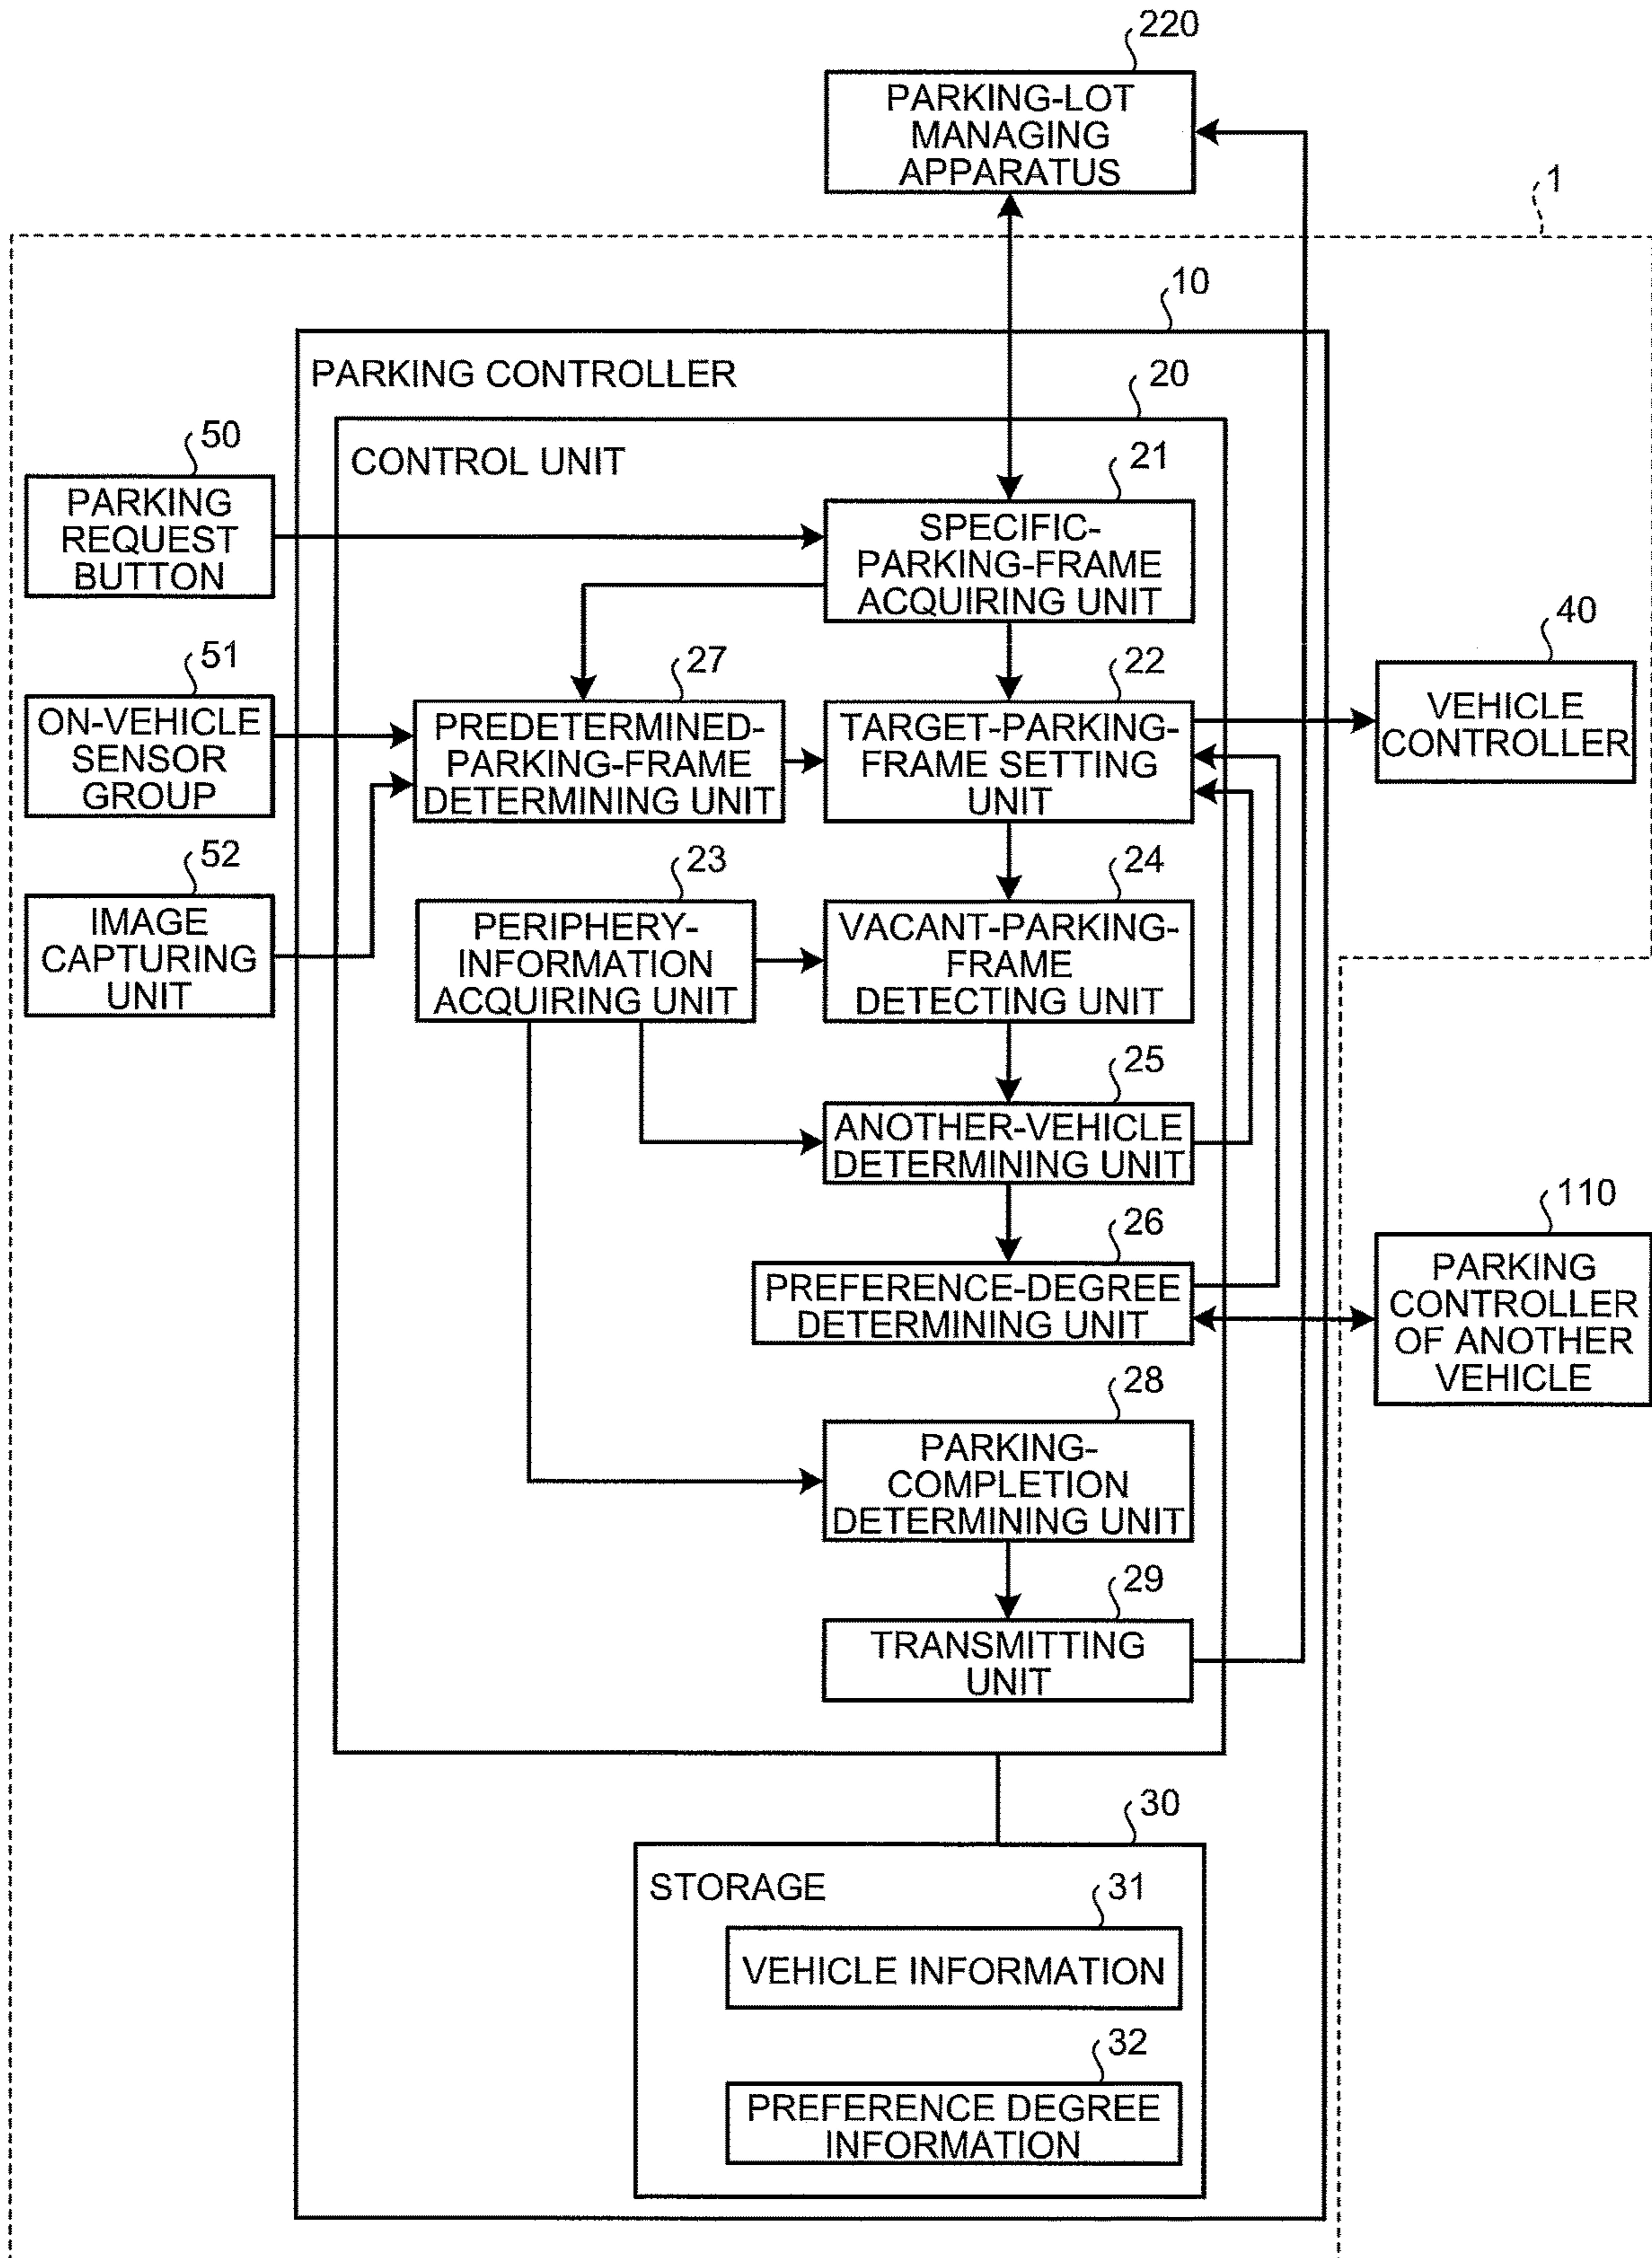 220
PARKING-LOT
MANAGING
APPARATUS
1
10
PARKING CONTROLLER
20
CONTROL UNIT
50
PARKING
REQUEST
BUTTON
21
SPECIFIC-
PARKING-FRAME
ACQUIRING UNIT
51
ON-VEHICLE
SENSOR
GROUP
27
PREDETERMINED-
PARKING-FRAME
DETERMINING UNIT
22
TARGET-PARKING-
FRAME SETTING
UNIT
40
VEHICLE
CONTROLLER
52
IMAGE
CAPTURING
UNIT
23
PERIPHERY-
INFORMATION
ACQUIRING UNIT
24
VACANT-PARKING-
FRAME
DETECTING UNIT
25
ANOTHER-VEHICLE
DETERMINING UNIT
26
PREFERENCE-DEGREE
DETERMINING UNIT
110
PARKING
CONTROLLER
OF ANOTHER
VEHICLE
28
PARKING-
COMPLETION
DETERMINING UNIT
29
TRANSMITTING
UNIT
30
STORAGE
31
VEHICLE INFORMATION
32
PREFERENCE DEGREE
INFORMATION